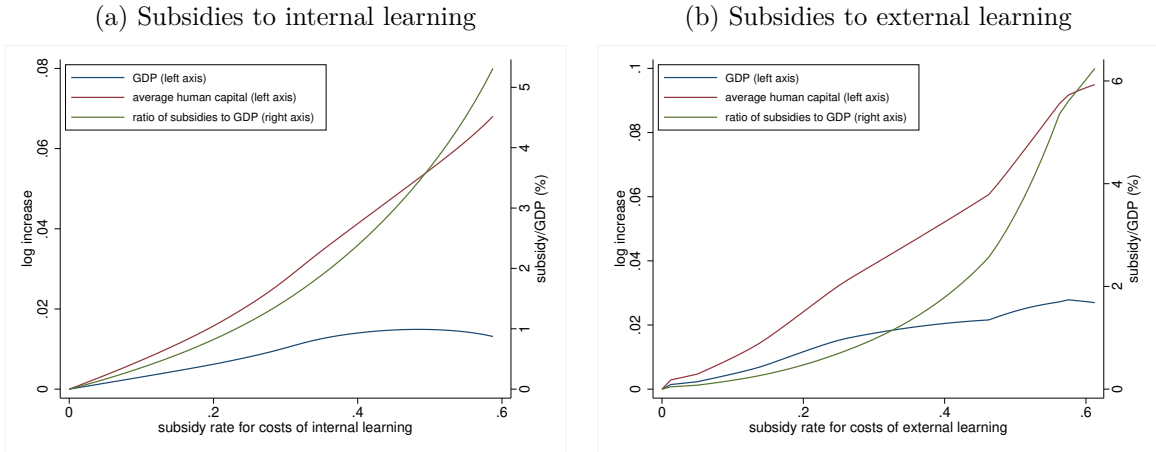 (a) Subsidies to internal learning
GDP (left axis)
average human capital (left axis)
ratio of subsidies to GDP (right axis)
log increase
0
.02
.04
.06
.08
subsidy/GDP (%)
0
1
2
3
4
5
0
.2
.4
.6
subsidy rate for costs of internal learning
(b) Subsidies to external learning
GDP (left axis)
average human capital (left axis)
ratio of subsidies to GDP (right axis)
log increase
0
.02
.04
.06
.08
.1
subsidy/GDP (%)
0
2
4
6
0
.2
.4
.6
subsidy rate for costs of external learning